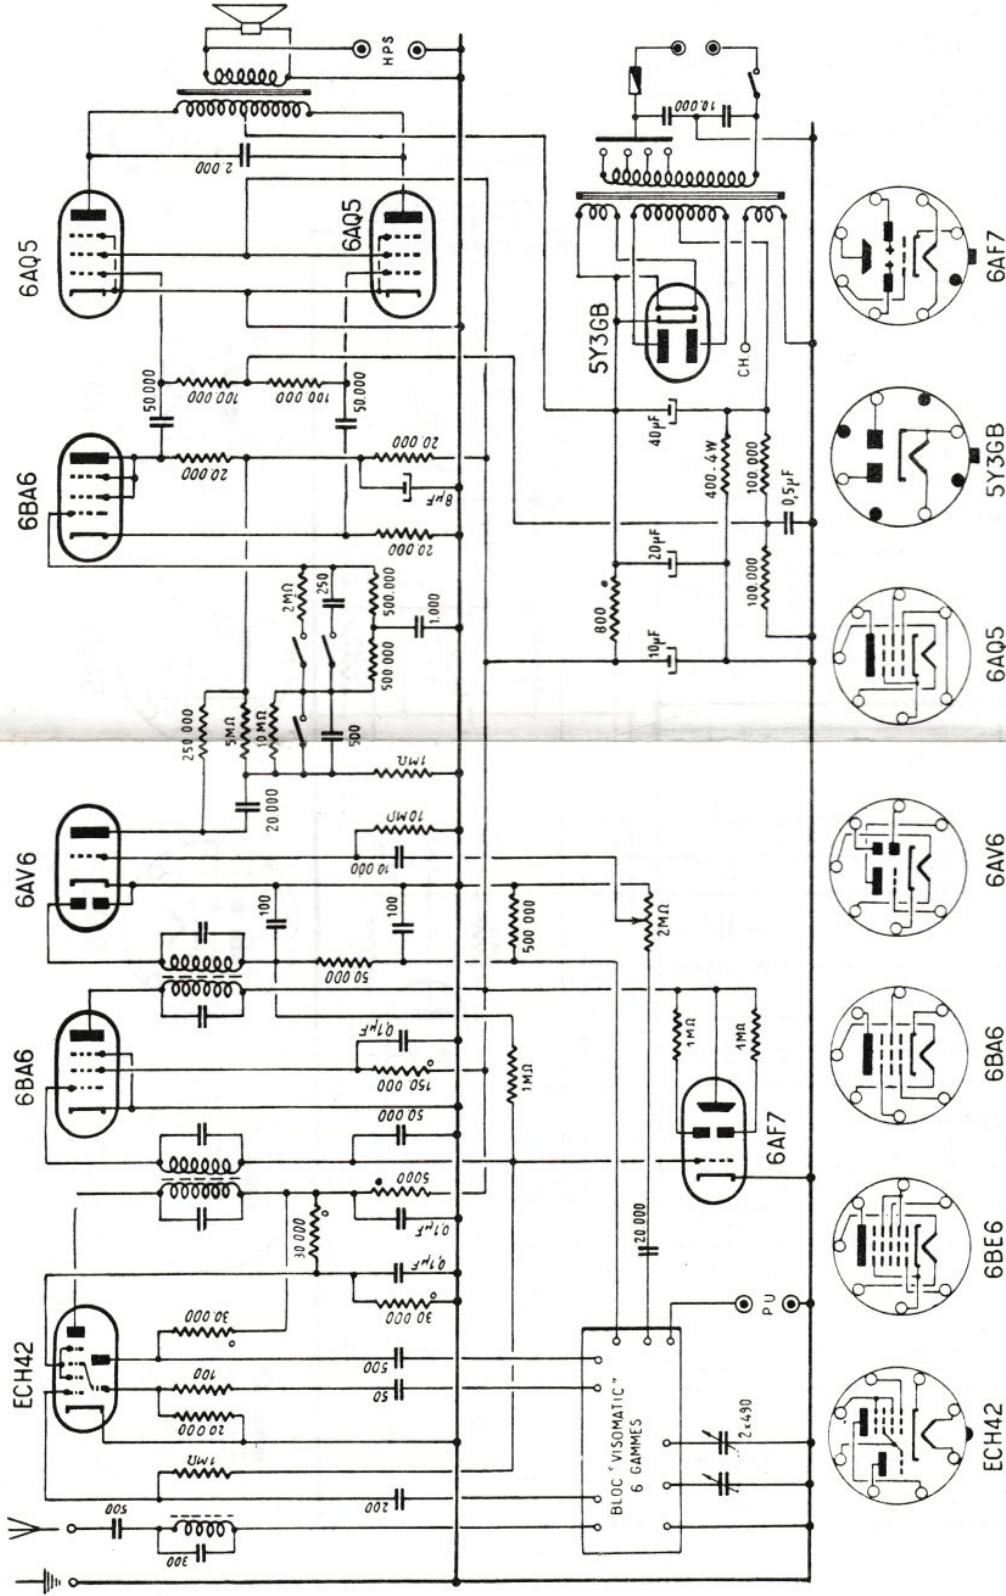 ECH42
6BA6
6AV6
6BA6
6AQ5
6AQ5
HPS
2.000
50.000
100.000
100.000
50.000
20.000
20.000
8µF
20.000
2MΩ
250
500.000
500.000
1.000
250.000
5MΩ
10MΩ
500
20.000
1MΩ
10MΩ
10.000
100
100
50.000
500.000
2MΩ
0,1µF
150.000
50.000
1MΩ
1MΩ
1MΩ
6AF7
5000
0,1µF
30.000
0,1µF
30.000
30.000
100
20.000
1MΩ
500
50
200
500
300
20.000
BLOC "VISOMATIC"
6 GAMMES
2x490
PU
5Y3GB
10.000
CH.
40µF
20µF
10µF
800
400.4W
100.000
100.000
0,5µF
ECH42
6BE6
6BA6
6AV6
6AQ5
5Y3GB
6AF7